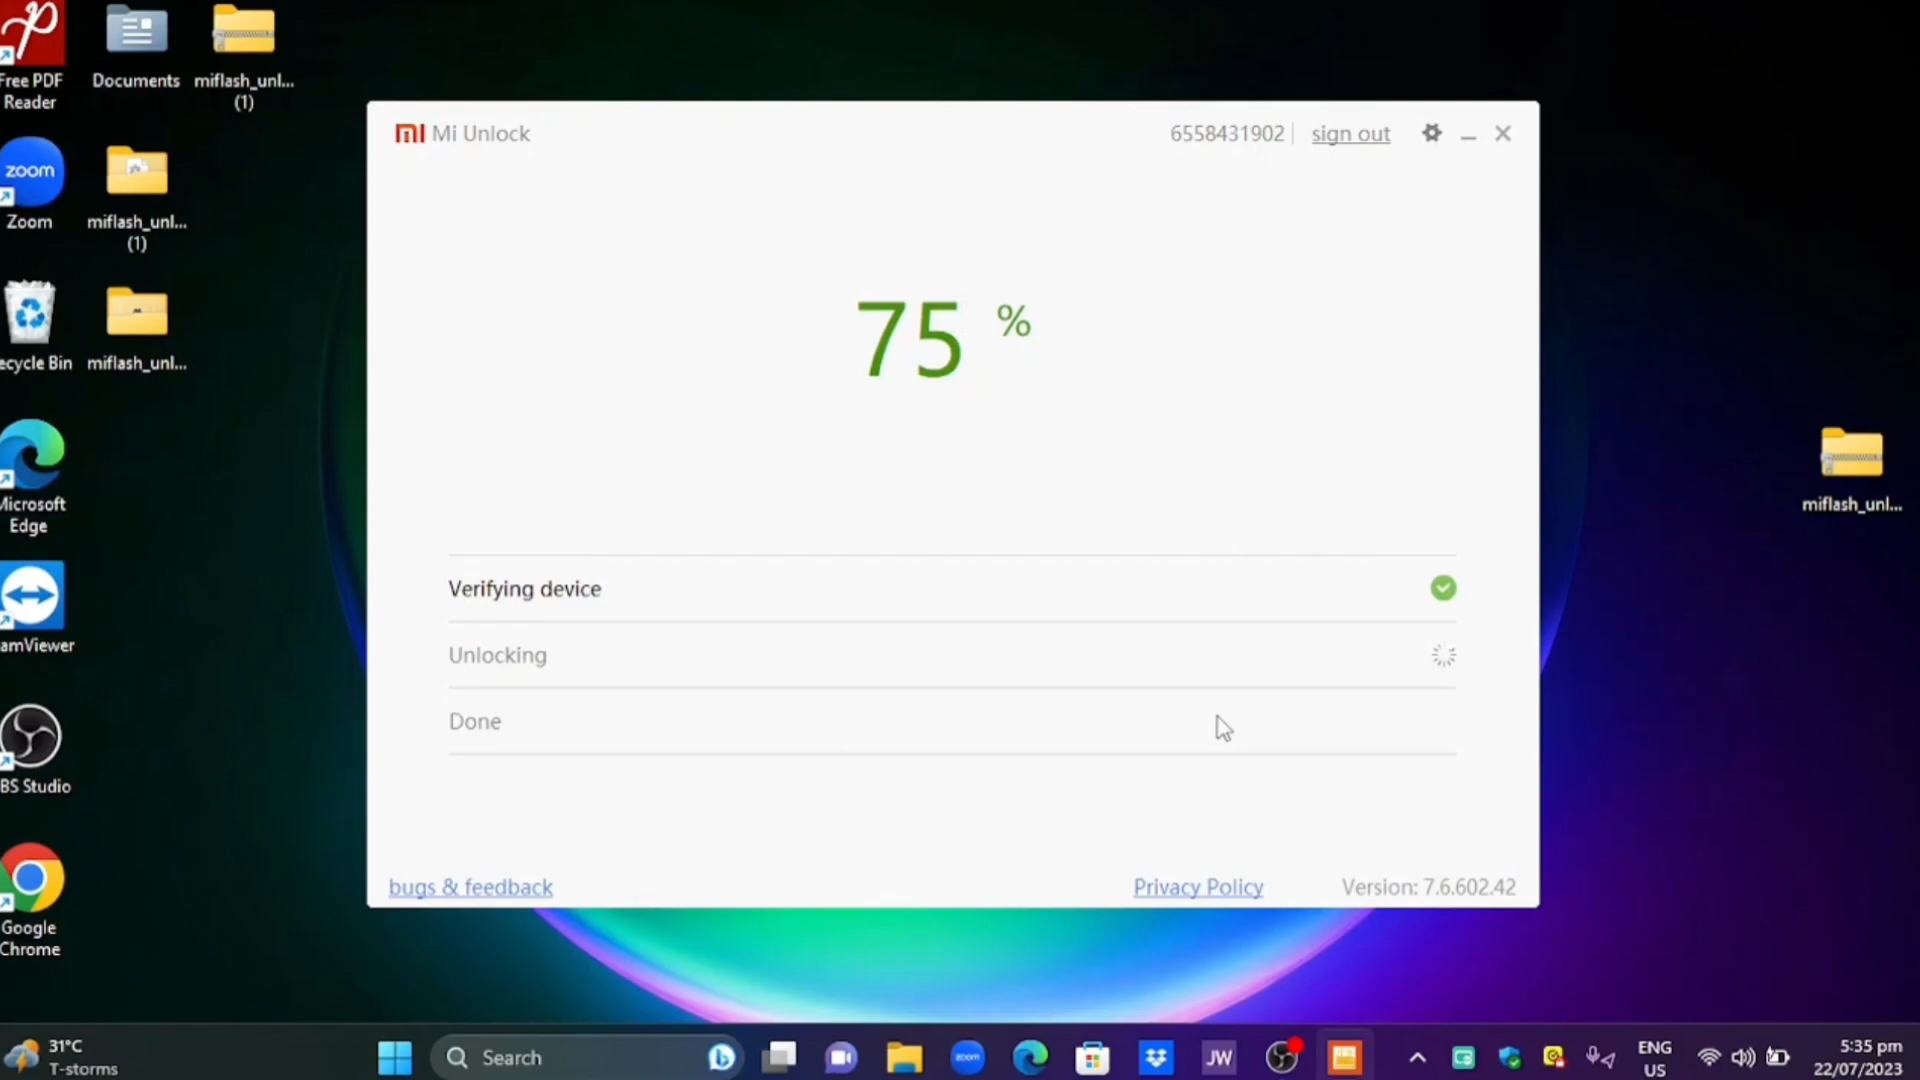 Free PDF
Reader
Documents
miflash_unl...
(1)
zoom
Zoom
miflash_unl...
(1)
ecycle Bin
miflash_unl...
Microsoft
Edge
amViewer
BS Studio
Google
Chrome
miflash_unl...
Mi Unlock
6558431902
sign out
75 %
Verifying device
Unlocking
Done
bugs & feedback
Privacy Policy
Version: 7.6.602.42
31°C
T-storms
Search
zoom
JW
ENG
US
5:35 pm
22/07/2023